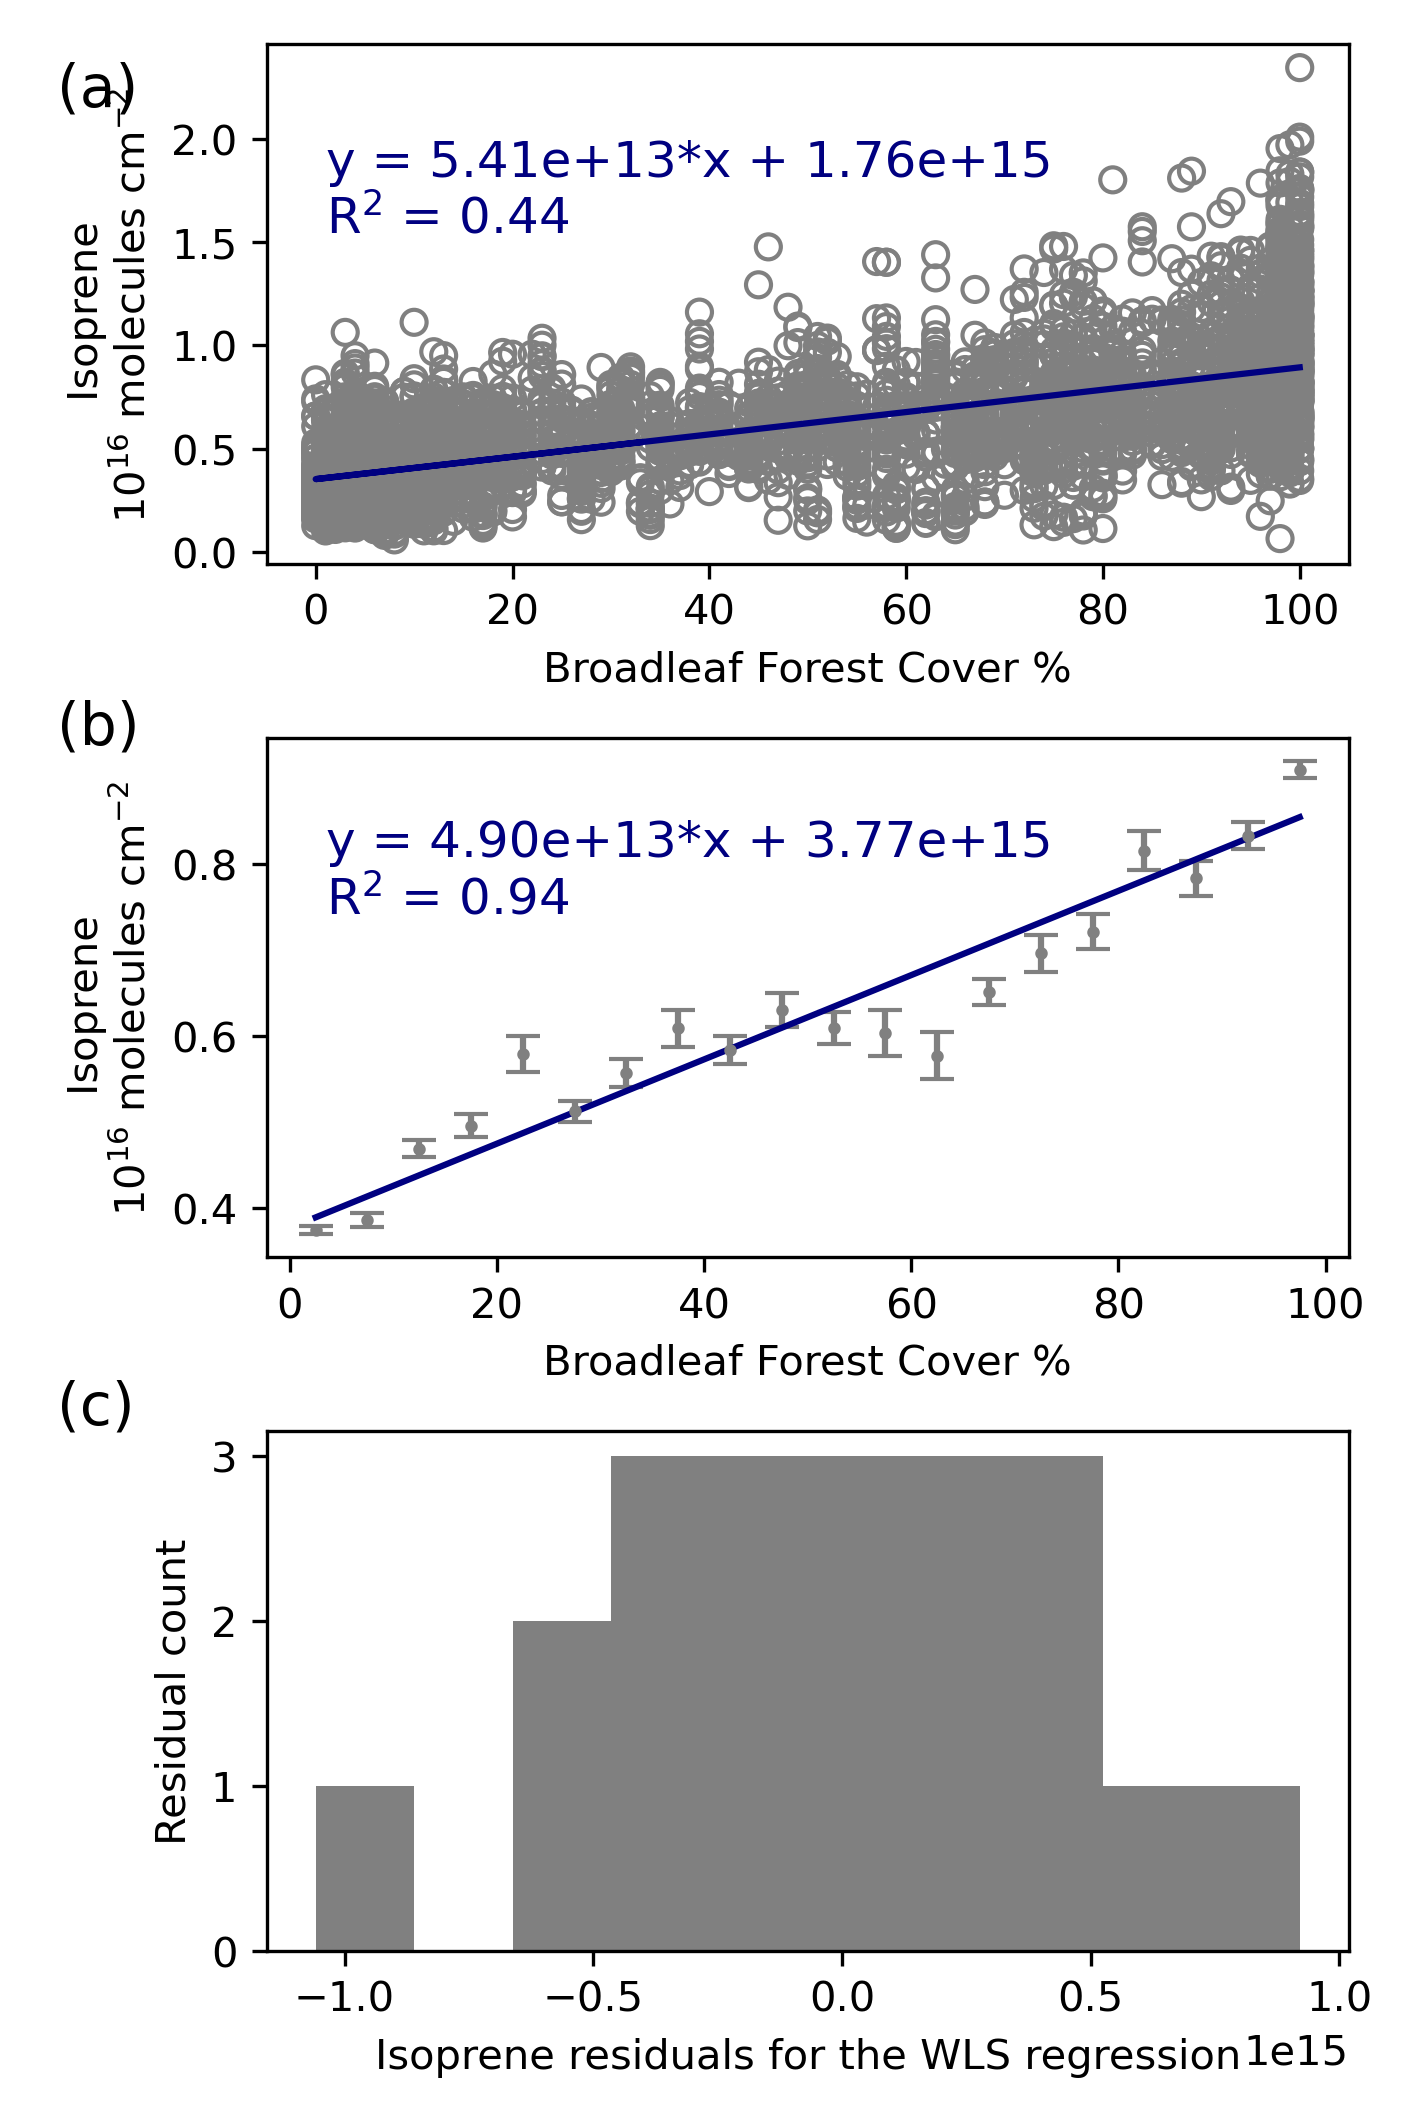 (a)
Isoprene
10¹⁶ molecules cm⁻²
2.0
1.5
1.0
0.5
0.0
y = 5.41e+13*x + 1.76e+15
R² = 0.44
0 20 40 60 80 100
Broadleaf Forest Cover %
(b)
Isoprene
10¹⁶ molecules cm⁻²
0.8
0.6
0.4
y = 4.90e+13*x + 3.77e+15
R² = 0.94
0 20 40 60 80 100
Broadleaf Forest Cover %
(c)
Residual count
3
2
1
0
−1.0 −0.5 0.0 0.5 1.0
Isoprene residuals for the WLS regression 1e15